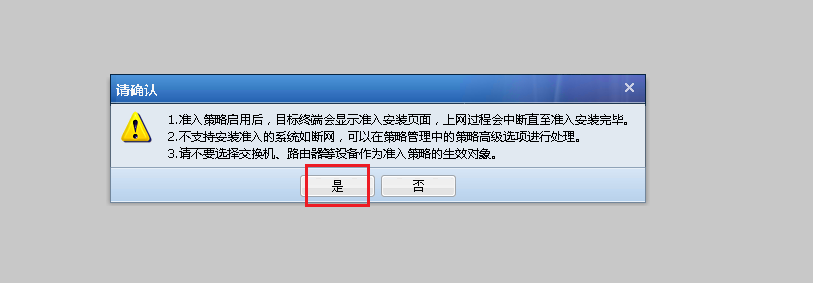 请确认
1.准入策略启用后，目标终端会显示准入安装页面，上网过程会中断直至准入安装完毕。
2.不支持安装准入的系统如断网，可以在策略管理中的策略高级选项进行处理。
3.请不要选择交换机、路由器等设备作为准入策略的生效对象。
是 否